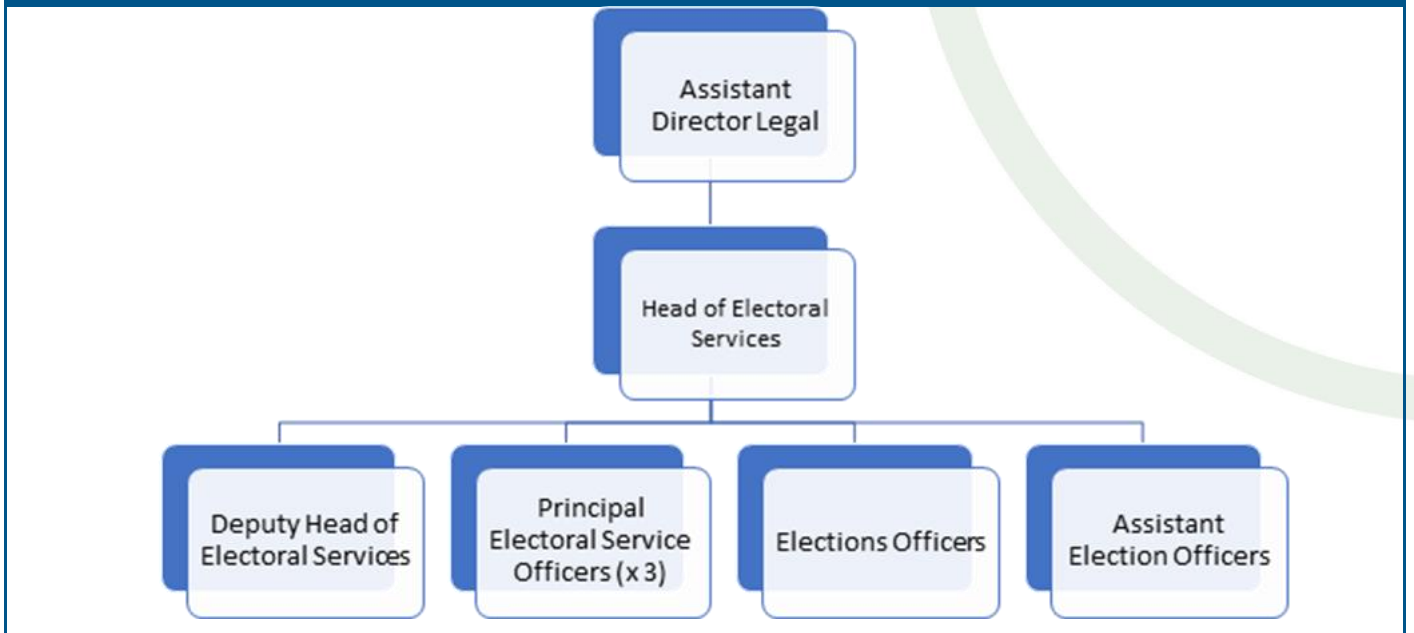 Assistant
Director Legal
Head of Electoral
Services
Deputy Head of
Electoral Services
Principal
Electoral Service
Officers (x 3)
Elections Officers
Assistant
Election Officers